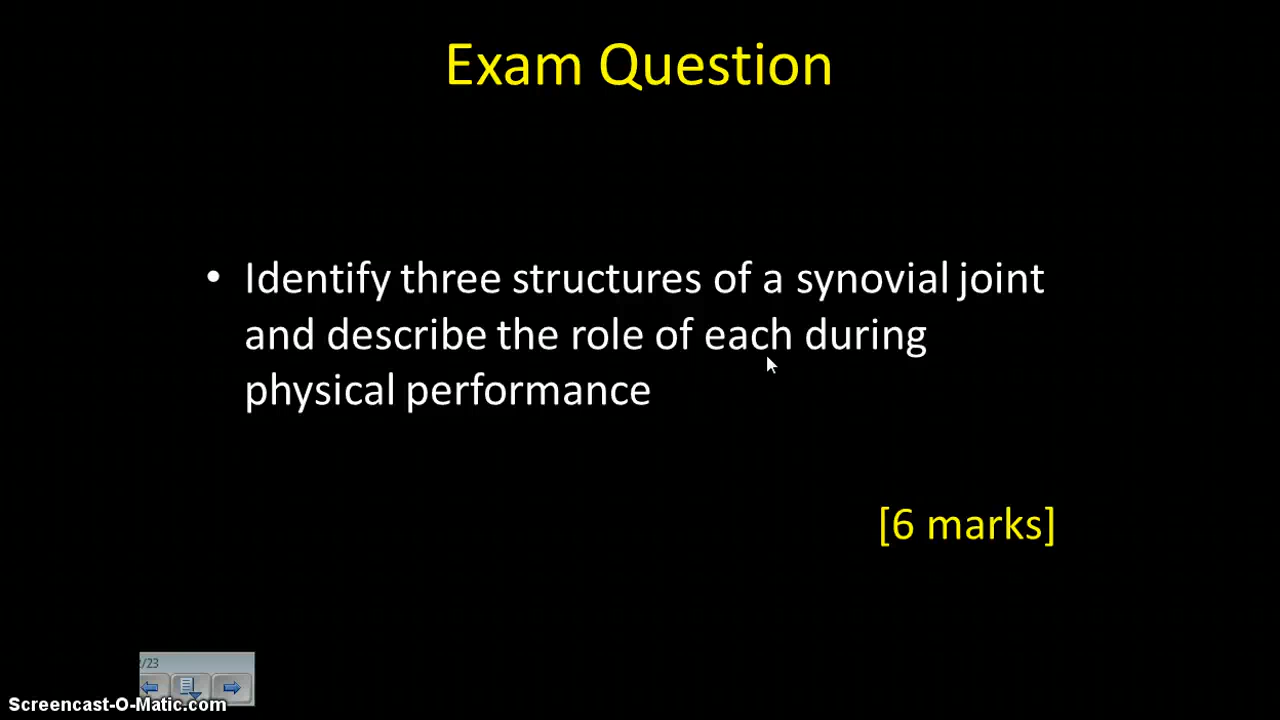 Exam Question
• Identify three structures of a synovial joint
and describe the role of each during
physical performance
[6 marks]
/23
Screencast-O-Matic.com